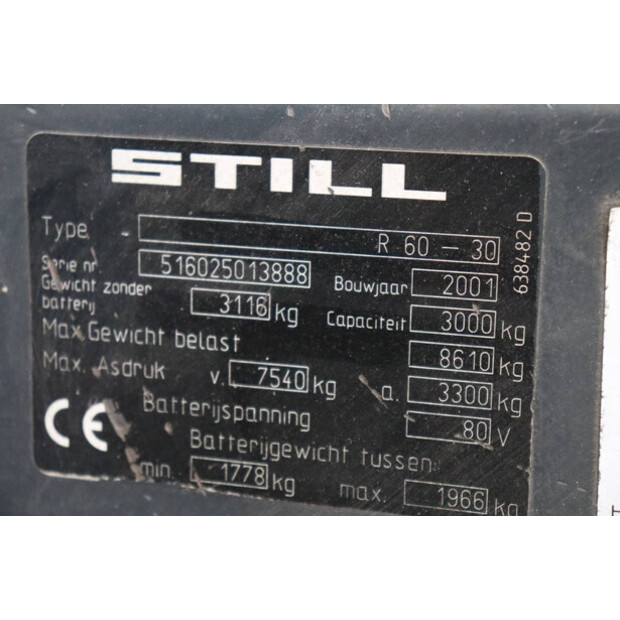 STILL
Type R 60 – 30
Serie nr. 516025013888 Bouwjaar 2001
Gewicht zonder batterij 3116 kg Capaciteit 3000 kg
Max. Gewicht belast 8610 kg
Max. Asdruk v. 7540 kg a. 3300 kg
Batterijspanning 80 V
Batterijgewicht tussen:
min. 1778 kg max. 1966 kg
CE
638482 D